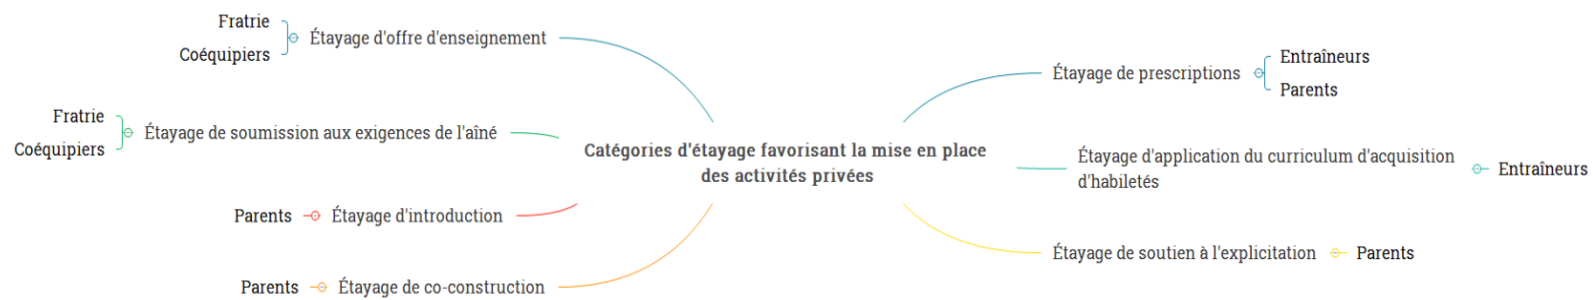 Catégories d'étayage favorisant la mise en place
des activités privées
Étayage de prescriptions
Entraîneurs
Parents
Étayage d'application du curriculum d'acquisition
d'habiletés
Entraîneurs
Étayage de soutien à l'explicitation
Parents
Étayage d'offre d'enseignement
Fratrie
Coéquipiers
Étayage de soumission aux exigences de l'aîné
Fratrie
Coéquipiers
Étayage d'introduction
Parents
Étayage de co-construction
Parents